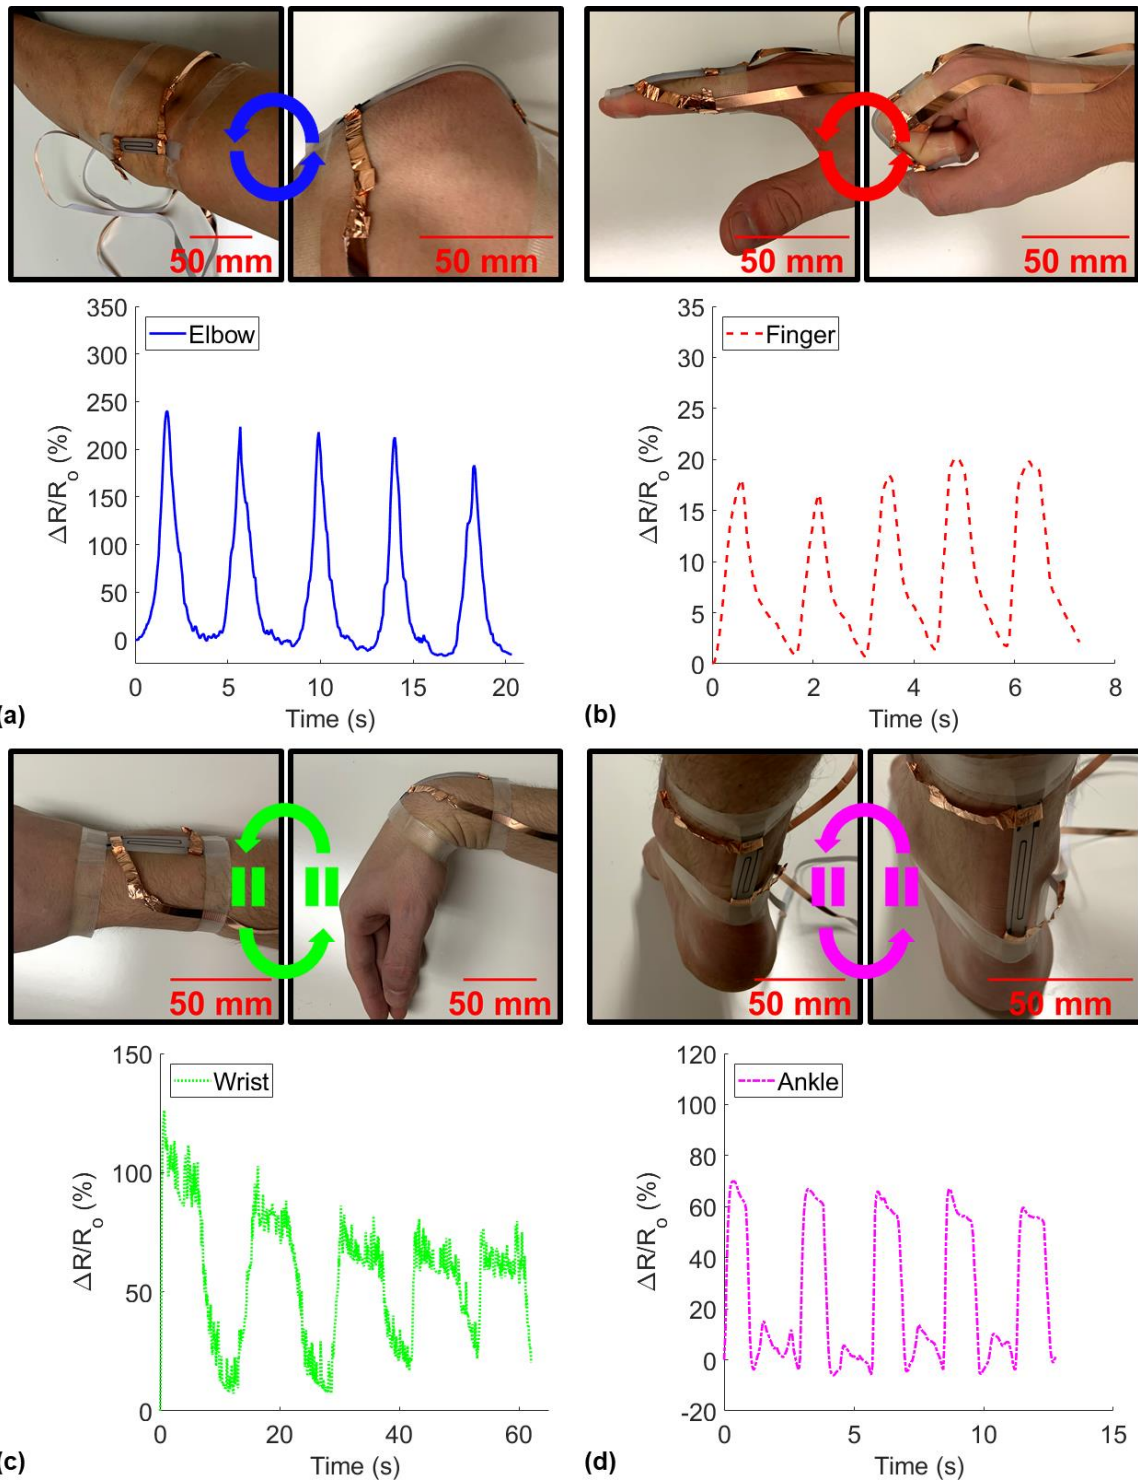 50 mm
50 mm
50 mm
50 mm
350
300
250
200
150
100
50
0
ΔR/Ro (%)
Elbow
0 5 10 15 20
Time (s)
(a)
35
30
25
20
15
10
5
0
ΔR/Ro (%)
Finger
0 2 4 6 8
Time (s)
(b)
50 mm
50 mm
50 mm
50 mm
150
100
50
0
ΔR/Ro (%)
Wrist
0 20 40 60
Time (s)
(c)
120
100
80
60
40
20
0
-20
ΔR/Ro (%)
Ankle
0 5 10 15
Time (s)
(d)